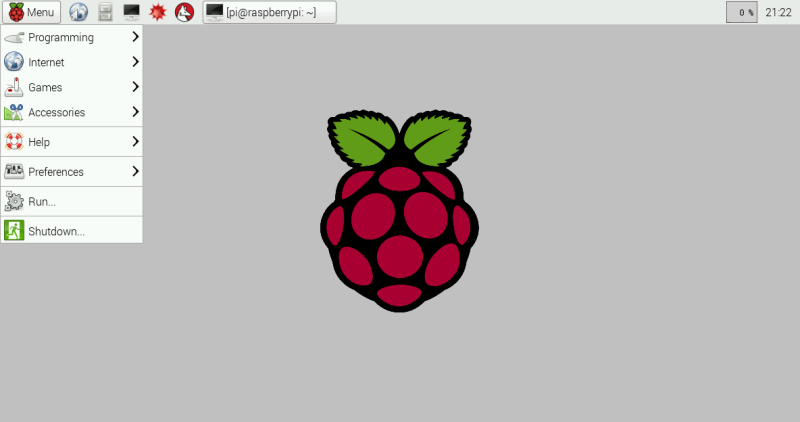 Menu
[pi@raspberrypi: ~]
0 %
21:22
Programming
Internet
Games
Accessories
Help
Preferences
Run...
Shutdown...